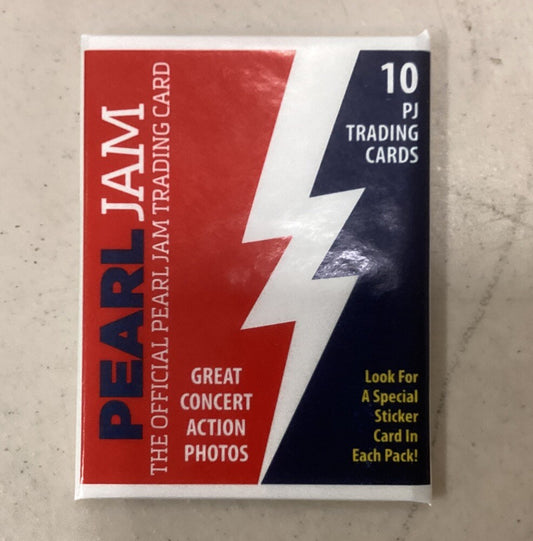 PEARL JAM
THE OFFICIAL PEARL JAM TRADING CARD
10
PJ
TRADING
CARDS
GREAT
CONCERT
ACTION
PHOTOS
Look For
A Special
Sticker
Card In
Each Pack!